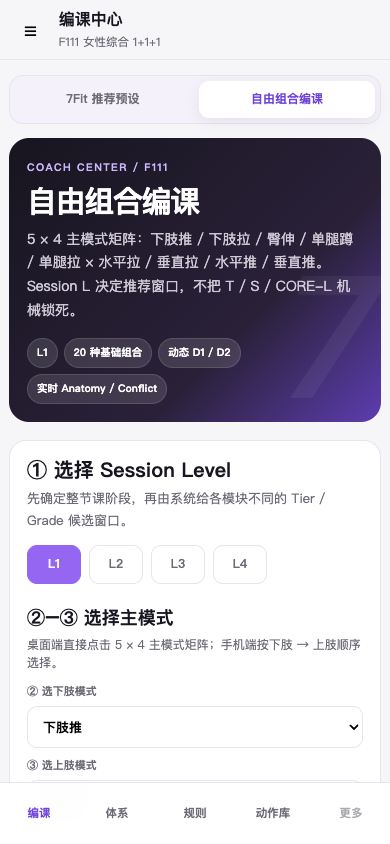 编课中心
F111 女性综合 1+1+1
7Fit 推荐预设
自由组合编课
COACH CENTER / F111
自由组合编课
5 × 4 主模式矩阵：下肢推 / 下肢拉 / 臀伸 / 单腿蹲
/ 单腿拉 × 水平拉 / 垂直拉 / 水平推 / 垂直推。
Session L 决定推荐窗口，不把 T / S / CORE-L 机
械锁死。
7
L1
20 种基础组合
动态 D1 / D2
实时 Anatomy / Conflict
① 选择 Session Level
先确定整节课阶段，再由系统给各模块不同的 Tier /
Grade 候选窗口。
L1
L2
L3
L4
②—③ 选择主模式
桌面端直接点击 5 × 4 主模式矩阵；手机端按下肢 → 上肢顺序
选择。
② 选下肢模式
下肢推
③ 选上肢模式
编课
体系
规则
动作库
更多